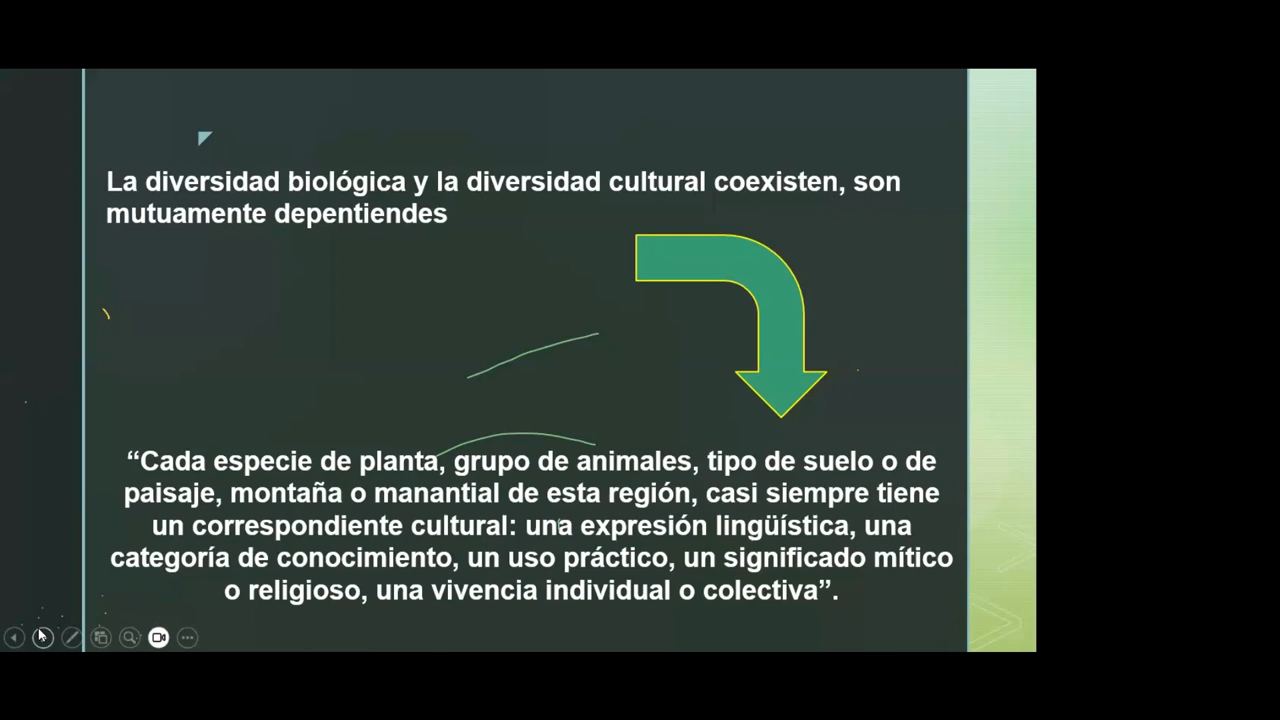 La diversidad biológica y la diversidad cultural coexisten, son
mutuamente depentiendes
“Cada especie de planta, grupo de animales, tipo de suelo o de
paisaje, montaña o manantial de esta región, casi siempre tiene
un correspondiente cultural: una expresión lingüística, una
categoría de conocimiento, un uso práctico, un significado mítico
o religioso, una vivencia individual o colectiva”.